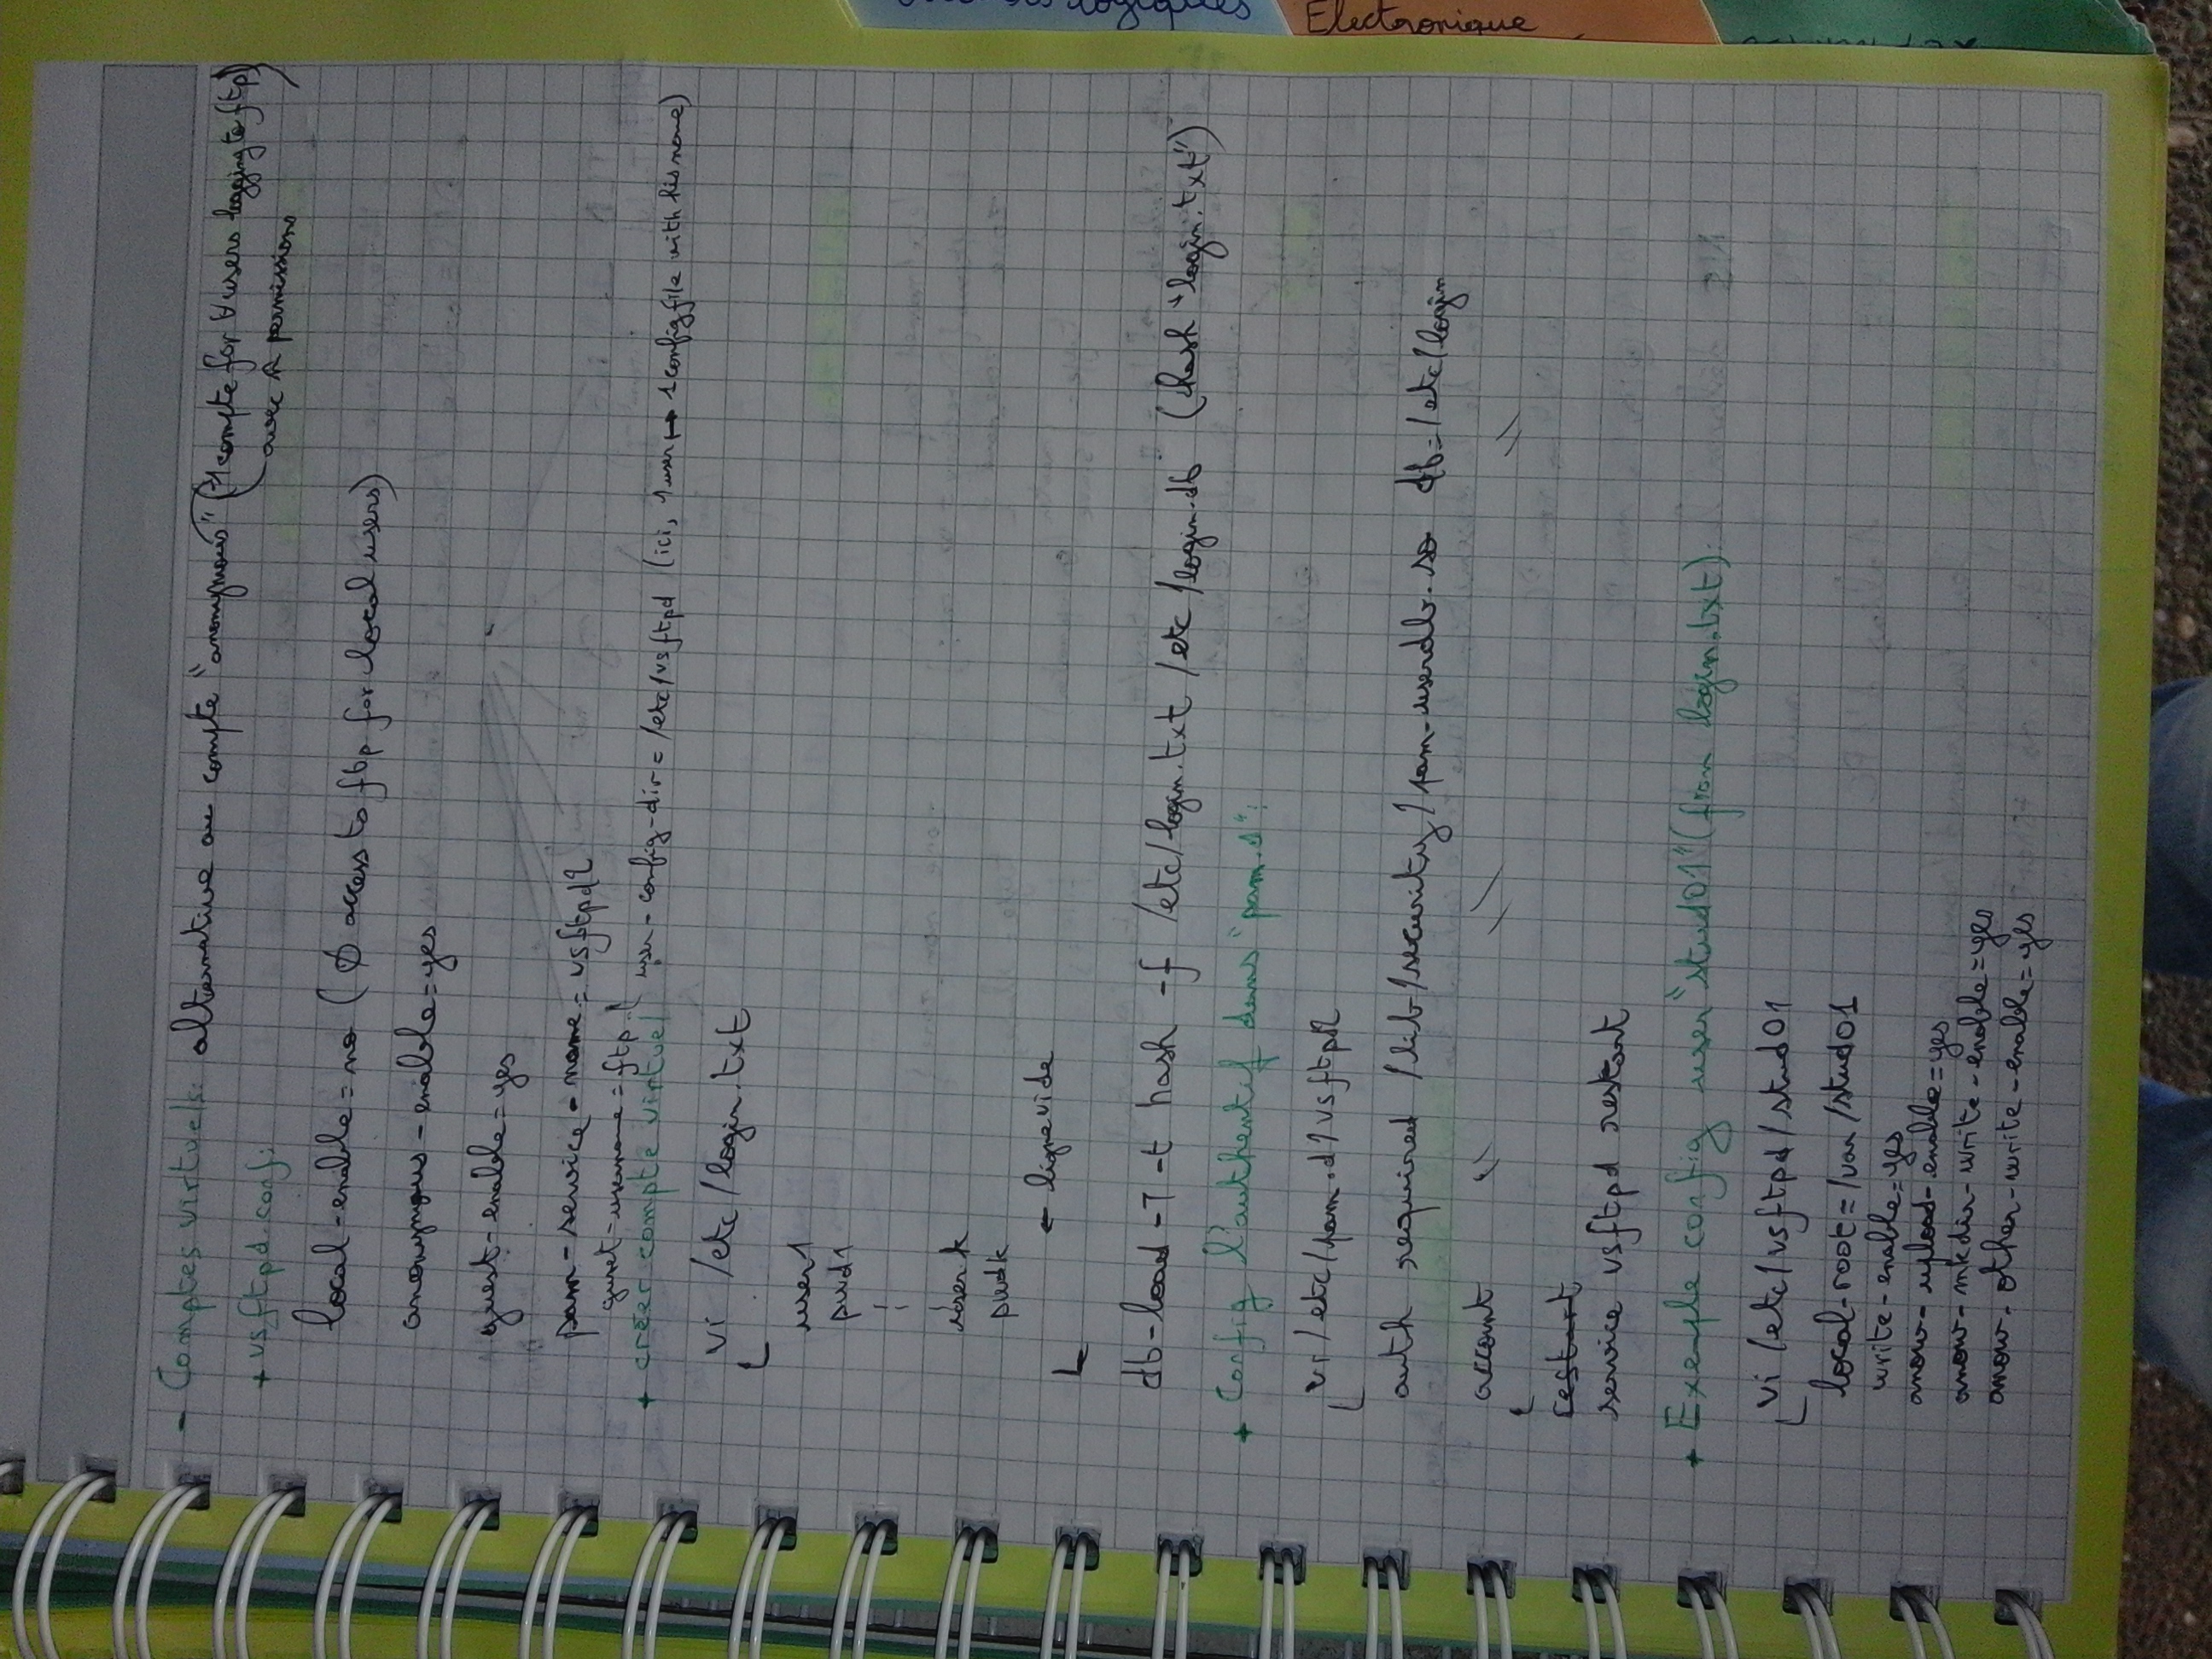 - Comptes virtuels: alternative au compte "anonymous" (1 compte for ∀ users logging to ftp)
avec R permissions
+ vsftpd.conf:
local-enable=no (∅ access to ftp for local users)
anonymous-enable=yes
guest-enable=yes
pam-service-name=vsftpd2
guest-username=ftp
user-config-dir=/etc/vsftpd (ici, 1 user ↦ 1 config file with his name)
+ créer compte virtuel
vi /etc/login.txt
user1
pwd1
user k
pwdk
← ligne vide
db-load -T -t hash -f /etc/login.txt /etc/login.db (hash "login.txt")
+ Config l'authentif dans "pam.d":
vi /etc/pam.d/vsftpd2
auth required /lib/security/pam-userdb.so db=/etc/login
account " \\ \\
restart
service vsftpd restart
+ Exemple config user "stud01" (from login.txt):
vi /etc/vsftpd/stud01
local-root=/var/stud01
write-enable=yes
anon-upload-enable=yes
anon-mkdir-write-enable=yes
anon-other-write-enable=yes
Electronique